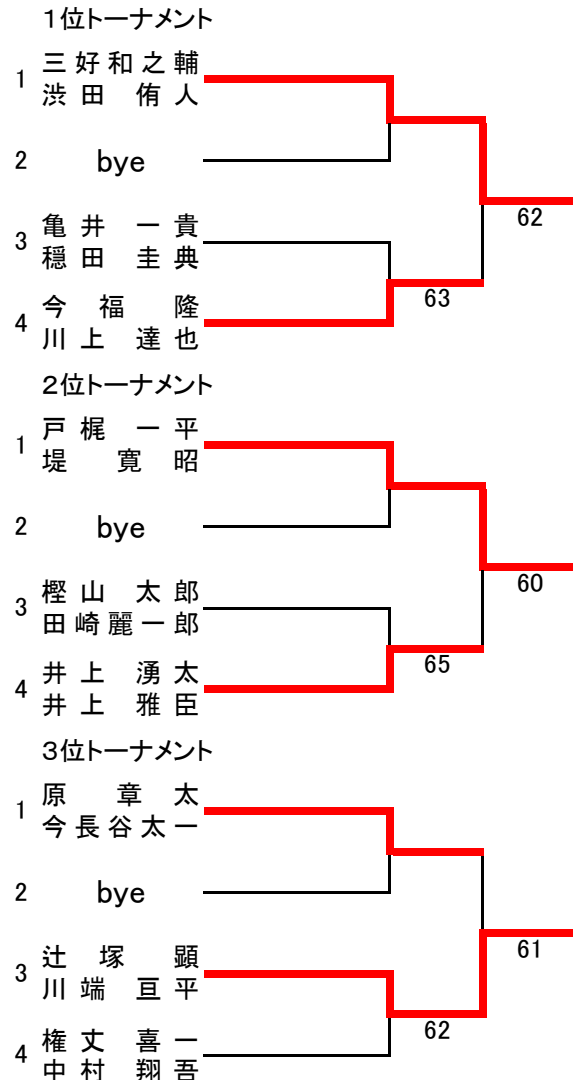 1位トーナメント
1 三好和之輔
渋田 侑人
2 bye
62
3 亀井 一貴
穏田 圭典
63
4 今福 隆
川上 達也
2位トーナメント
1 戸梶 一平
堤 寛昭
2 bye
60
3 樫山 太郎
田崎麗一郎
65
4 井上 湧太
井上 雅臣
3位トーナメント
1 原 章太
今長谷太一
2 bye
61
3 辻塚 顕
川端 亘平
62
4 権丈 喜一
中村 翔吾